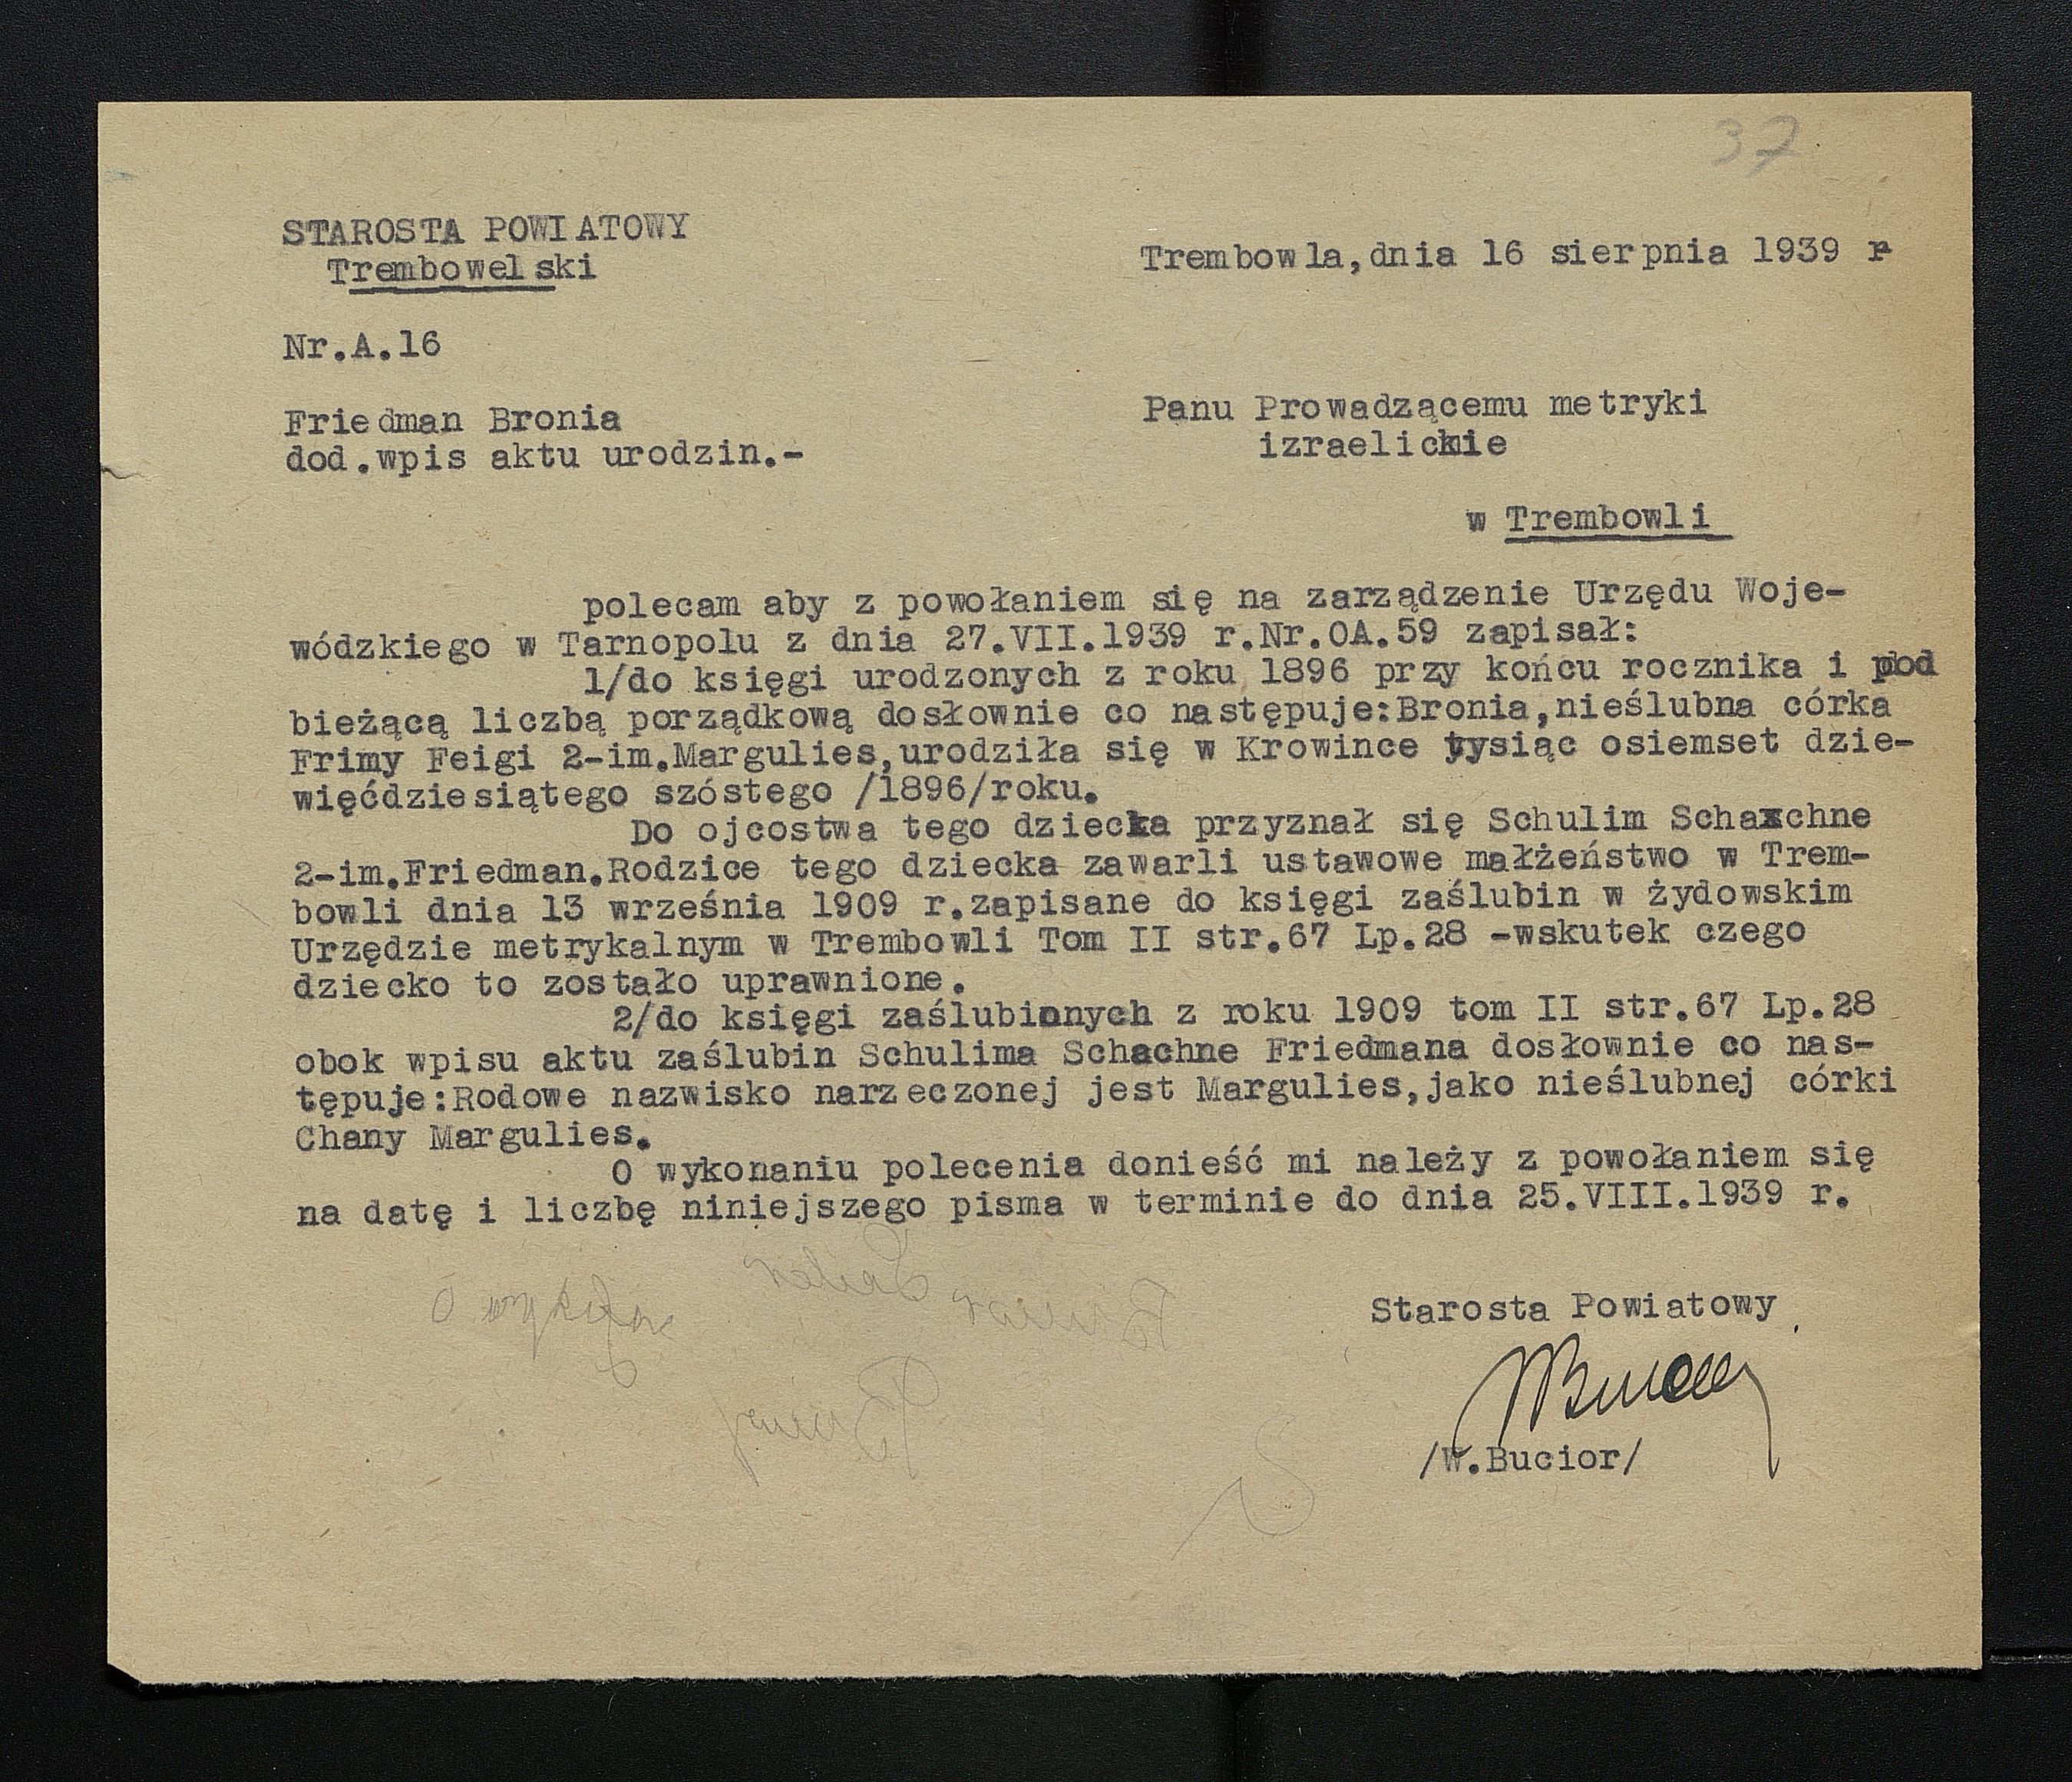 37
STAROSTA POWIATOWY
Trembowelski
Trembowla,dnia 16 sierpnia 1939 r
Nr.A.16
Friedman Bronia
dod.wpis aktu urodzin.-
Panu Prowadzącemu metryki
izraelickie
w Trembowli
polecam aby z powołaniem się na zarządzenie Urzędu Woje-
wódzkiego w Tarnopolu z dnia 27.VII.1939 r.Nr.OA.59 zapisał:
1/do księgi urodzonych z roku 1896 przy końcu rocznika i pod
bieżącą liczbą porządkową dosłownie co następuje:Bronia,nieślubna córka
Frimy Feigi 2-im.Margulies,urodziła się w Krowince tysiąc osiemset dzie-
więćdziesiątego szóstego /1896/roku.
Do ojcostwa tego dziecka przyznał się Schulim Schachne
2-im.Friedman.Rodzice tego dziecka zawarli ustawowe małżeństwo w Trem-
bowli dnia 13 września 1909 r.zapisane do księgi zaślubin w żydowskim
Urzędzie metrykalnym w Trembowli Tom II str.67 Lp.28 -wskutek czego
dziecko to zostało uprawnione.
2/do księgi zaślubionych z roku 1909 tom II str.67 Lp.28
obok wpisu aktu zaślubin Schulima Schachne Friedmana dosłownie co nas-
tępuje:Rodowe nazwisko narzeczonej jest Margulies,jako nieślubnej córki
Chany Margulies.
O wykonaniu polecenia donieść mi należy z powołaniem się
na datę i liczbę niniejszego pisma w terminie do dnia 25.VIII.1939 r.
Starosta Powiatowy
/W.Bucior/